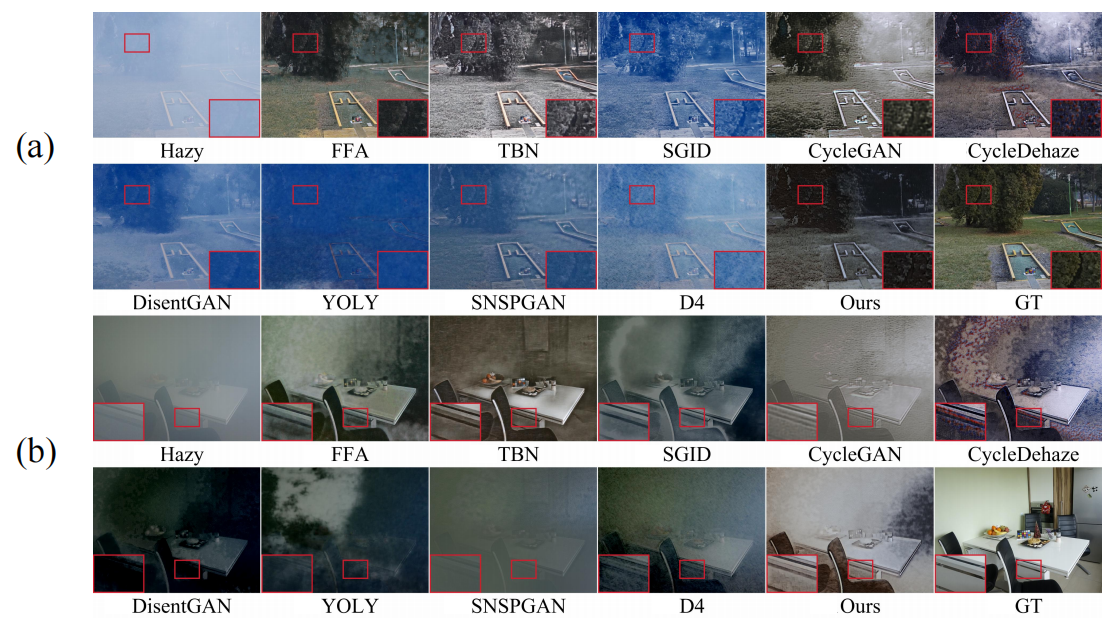 (a)
Hazy FFA TBN SGID CycleGAN CycleDehaze
DisentGAN YOLY SNSPGAN D4 Ours GT
(b)
Hazy FFA TBN SGID CycleGAN CycleDehaze
DisentGAN YOLY SNSPGAN D4 Ours GT